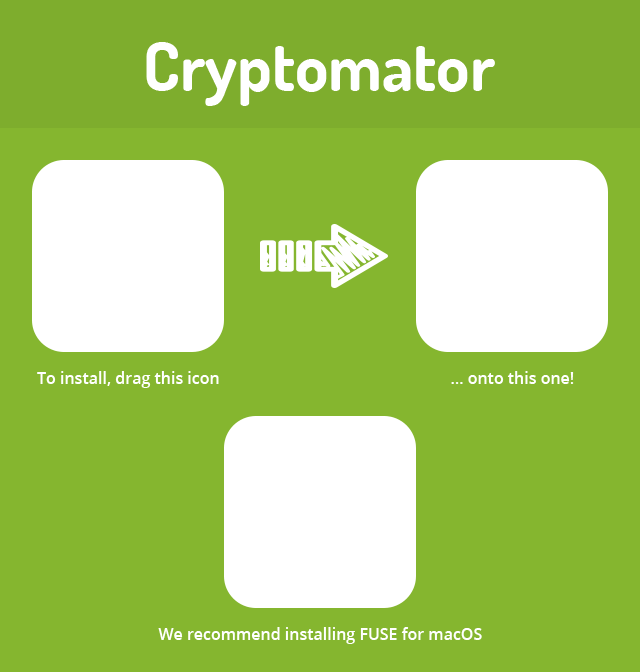 Cryptomator
To install, drag this icon
... onto this one!
We recommend installing FUSE for macOS